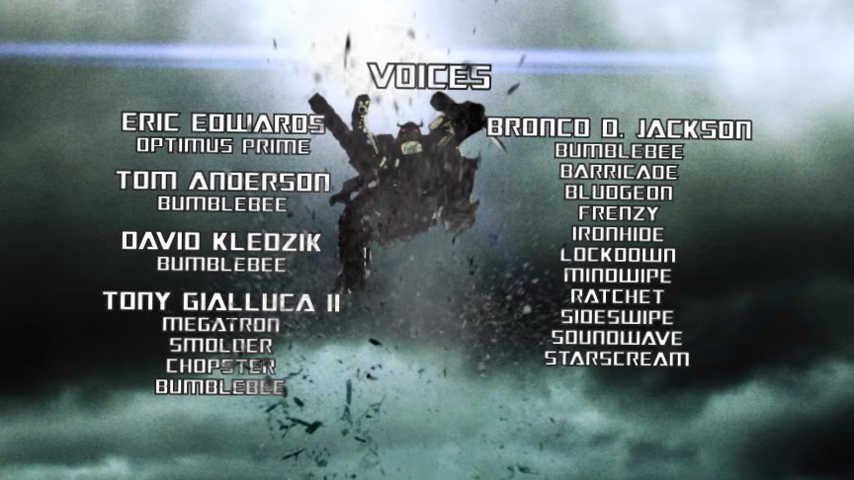 VOICES
ERIC EDWARDS
OPTIMUS PRIME
TOM ANDERSON
BUMBLEBEE
DAVID KLEDZIK
BUMBLEBEE
TONY GIALLUCA II
MEGATRON
SMOLDER
CHOPSTER
BUMBLEBEE
BRONCO D. JACKSON
BUMBLEBEE
BARRICADE
BLUDGEON
FRENZY
IRONHIDE
LOCKDOWN
MINDWIPE
RATCHET
SIDESWIPE
SOUNDWAVE
STARSCREAM